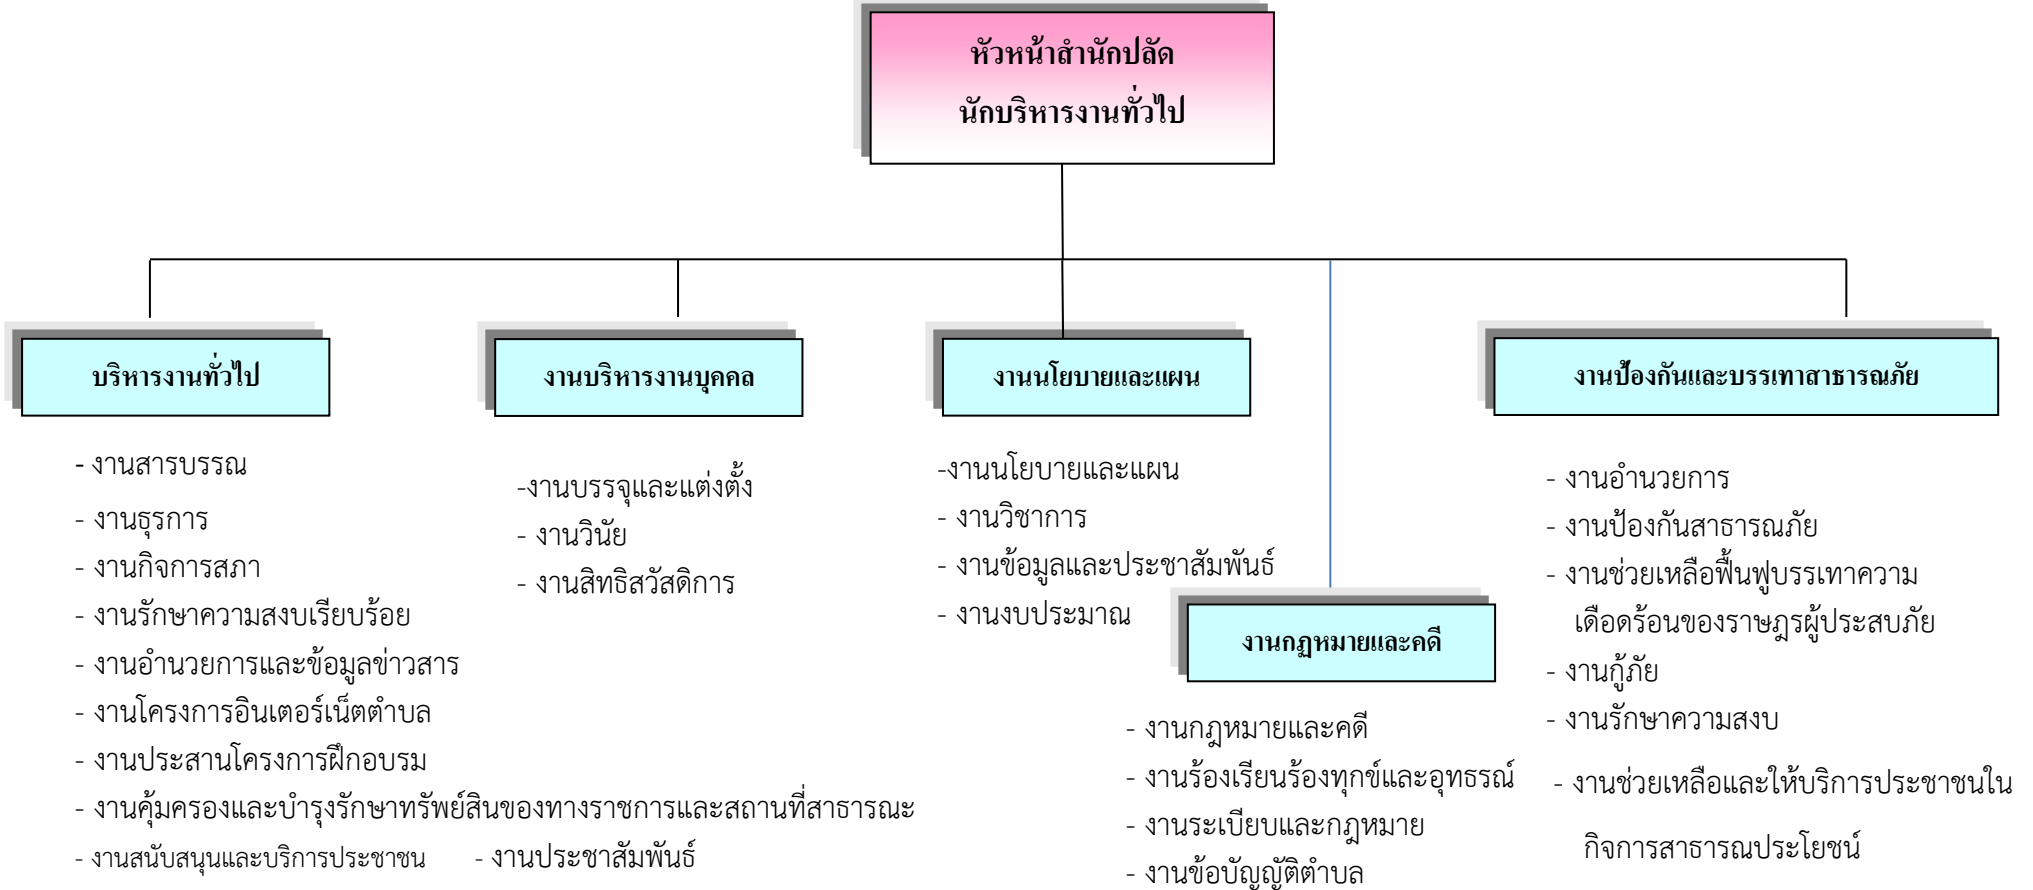 หัวหน้าสำนักปลัด
นักบริหารงานทั่วไป
บริหารงานทั่วไป
- งานสารบรรณ
- งานธุรการ
- งานกิจการสภา
- งานรักษาความสงบเรียบร้อย
- งานอำนวยการและข้อมูลข่าวสาร
- งานโครงการอินเตอร์เน็ตตำบล
- งานประสานโครงการฝึกอบรม
- งานคุ้มครองและบำรุงรักษาทรัพย์สินของทางราชการและสถานที่สาธารณะ
- งานสนับสนุนและบริการประชาชน - งานประชาสัมพันธ์
งานบริหารงานบุคคล
-งานบรรจุและแต่งตั้ง
- งานวินัย
- งานสิทธิสวัสดิการ
งานนโยบายและแผน
-งานนโยบายและแผน
- งานวิชาการ
- งานข้อมูลและประชาสัมพันธ์
- งานงบประมาณ
งานกฏหมายและคดี
- งานกฎหมายและคดี
- งานร้องเรียนร้องทุกข์และอุทธรณ์
- งานระเบียบและกฎหมาย
- งานข้อบัญญัติตำบล
งานป้องกันและบรรเทาสาธารณภัย
- งานอำนวยการ
- งานป้องกันสาธารณภัย
- งานช่วยเหลือฟื้นฟูบรรเทาความ
เดือดร้อนของราษฎรผู้ประสบภัย
- งานกู้ภัย
- งานรักษาความสงบ
- งานช่วยเหลือและให้บริการประชาชนใน
กิจการสาธารณประโยชน์